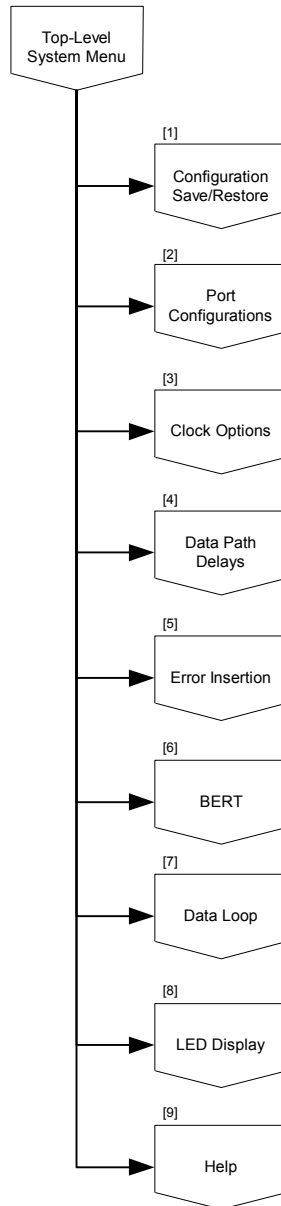 Top-Level
System Menu
[1]
Configuration
Save/Restore
[2]
Port
Configurations
[3]
Clock Options
[4]
Data Path
Delays
[5]
Error Insertion
[6]
BERT
[7]
Data Loop
[8]
LED Display
[9]
Help